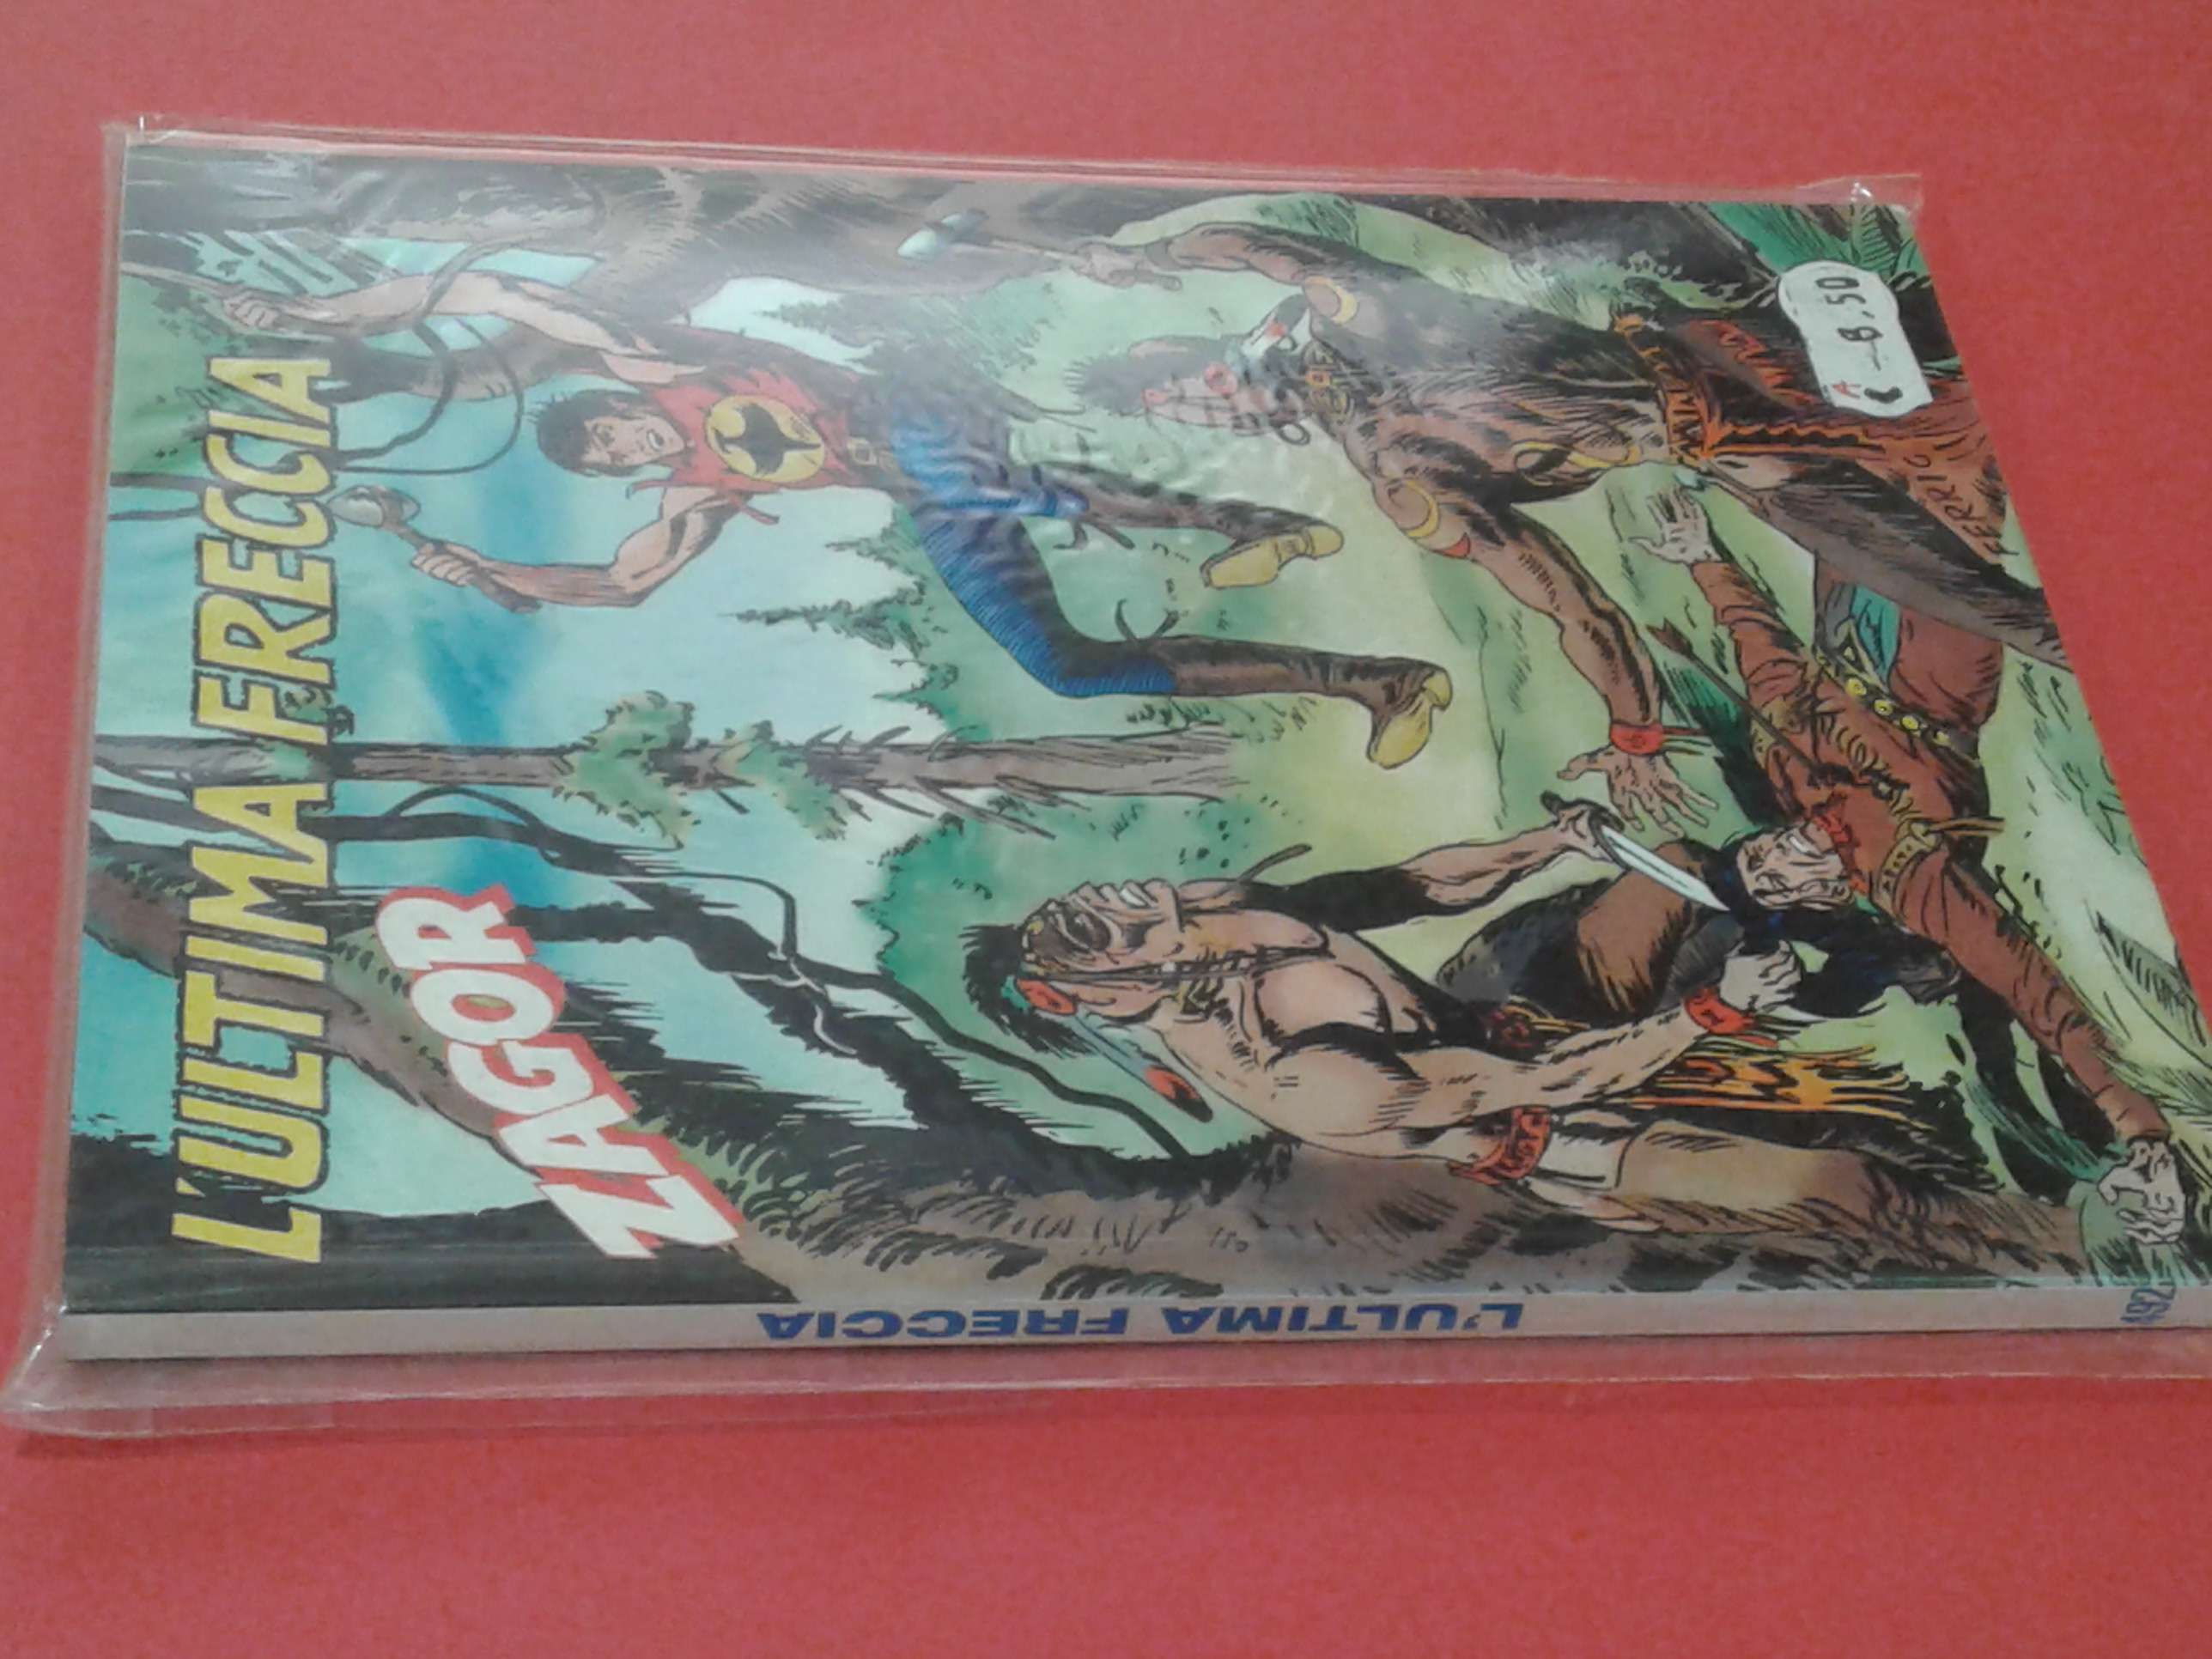 L'ULTIMA FRECCIA
ZAGOR
A
€ 8.50
FERRI
L'ULTIMA FRECCIA
192